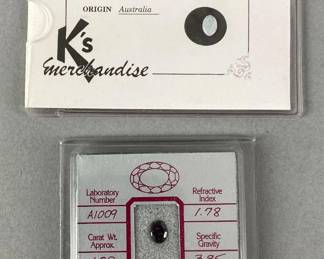 ORIGIN Australia
K's
merchandise
Laboratory Number
Refractive Index
A1009
1.78
Carat Wt. Approx.
Specific Gravity